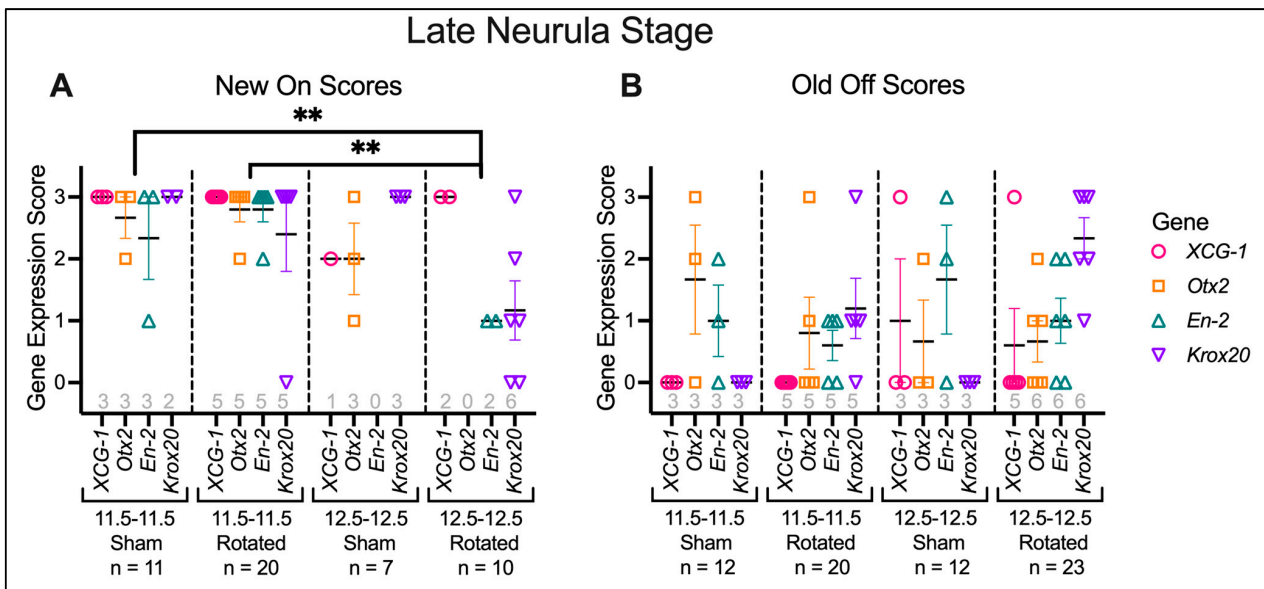 Late Neurula Stage
A New On Scores
**
**
Gene Expression Score
3
2
1
0
3 3 3 2 5 5 5 5 1 3 0 3 2 0 2 6
XCG-1 Otx2 En-2 Krox20 XCG-1 Otx2 En-2 Krox20 XCG-1 Otx2 En-2 Krox20 XCG-1 Otx2 En-2 Krox20
11.5-11.5 11.5-11.5 12.5-12.5 12.5-12.5
Sham Rotated Sham Rotated
n = 11 n = 20 n = 7 n = 10
B Old Off Scores
Gene Expression Score
3
2
1
0
3 3 3 3 5 5 5 5 3 3 3 3 5 6 6 6
XCG-1 Otx2 En-2 Krox20 XCG-1 Otx2 En-2 Krox20 XCG-1 Otx2 En-2 Krox20 XCG-1 Otx2 En-2 Krox20
11.5-11.5 11.5-11.5 12.5-12.5 12.5-12.5
Sham Rotated Sham Rotated
n = 12 n = 20 n = 12 n = 23
Gene
XCG-1
Otx2
En-2
Krox20